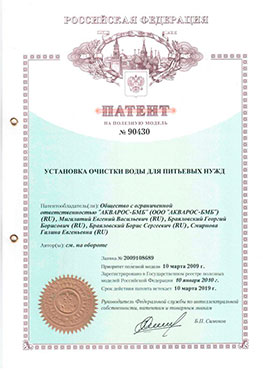 РОССИЙСКАЯ ФЕДЕРАЦИЯ
ПАТЕНТ
НА ПОЛЕЗНУЮ МОДЕЛЬ
№ 90430
УСТАНОВКА ОЧИСТКИ ВОДЫ ДЛЯ ПИТЬЕВЫХ НУЖД
Патентообладатель(ли): Общество с ограниченной
ответственностью "АКВАРОС-БМБ" (ООО "АКВАРОС-БМБ")
(RU), Евгений Васильевич (RU), Браиловский Георгий
Борисович (RU), Браиловский Борис Сергеевич (RU), Смирнова
Галина Евгеньевна (RU)
Автор(ы): см. на обороте
Заявка № 2009108689
Приоритет полезной модели 10 марта 2009 г.
Зарегистрировано в Государственном реестре полезных
моделей Российской Федерации 10 января 2010 г.
Срок действия патента истекает 10 марта 2019 г.
Руководитель Федеральной службы по интеллектуальной
собственности, патентам и товарным знакам
Б.П. Симонов